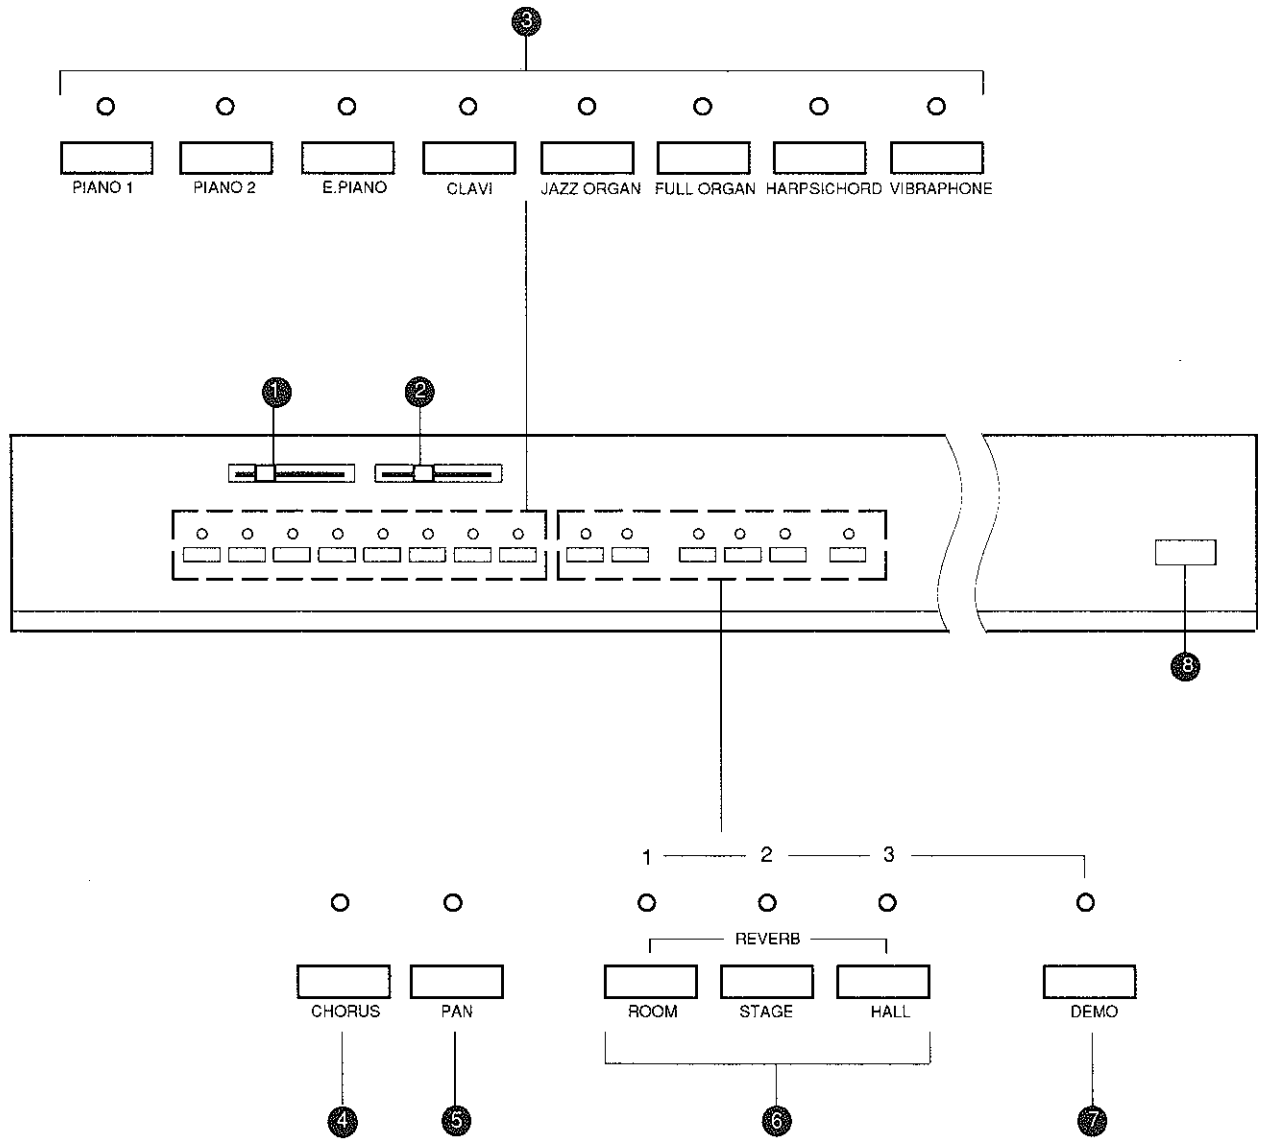 3
PIANO 1 PIANO 2 E.PIANO CLAVI JAZZ ORGAN FULL ORGAN HARPSICHORD VIBRAPHONE
1 2
8
1 2 3
REVERB
CHORUS PAN ROOM STAGE HALL DEMO
4 5 6 7